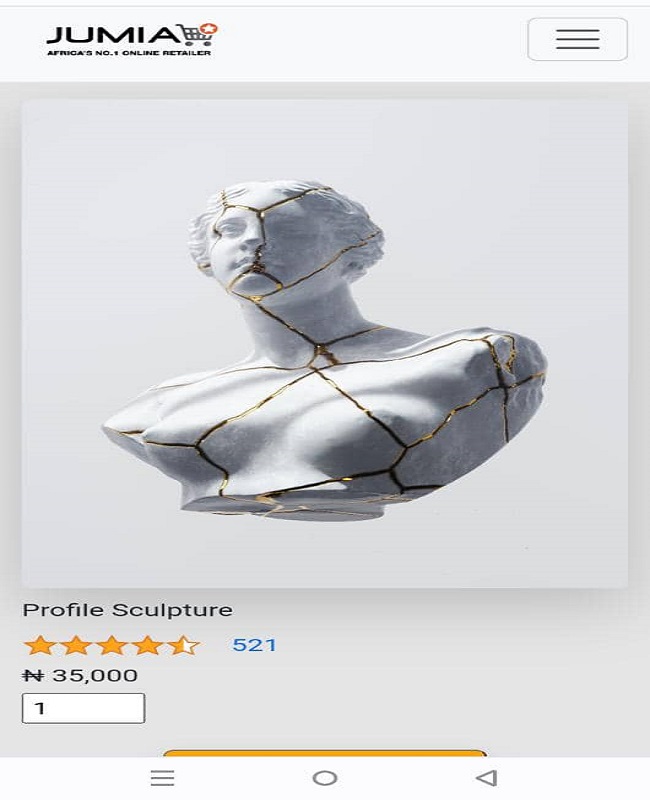 JUMIA
AFRICA'S NO.1 ONLINE RETAILER
Profile Sculpture
521
₦ 35,000
1